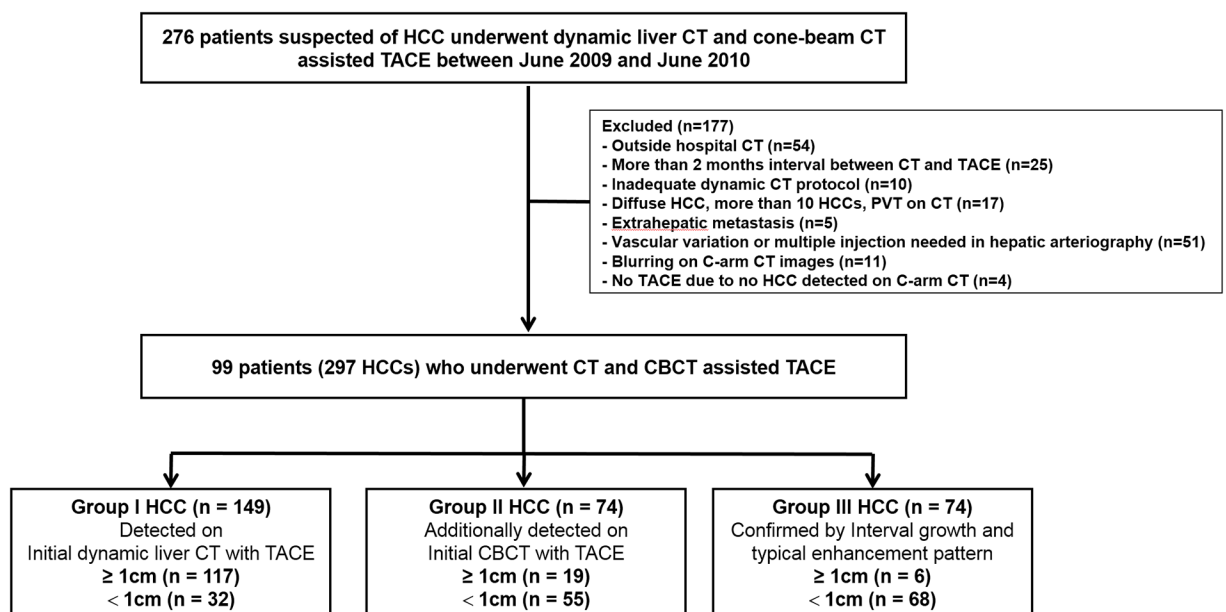 276 patients suspected of HCC underwent dynamic liver CT and cone-beam CT
assisted TACE between June 2009 and June 2010
Excluded (n=177)
- Outside hospital CT (n=54)
- More than 2 months interval between CT and TACE (n=25)
- Inadequate dynamic CT protocol (n=10)
- Diffuse HCC, more than 10 HCCs, PVT on CT (n=17)
- Extrahepatic metastasis (n=5)
- Vascular variation or multiple injection needed in hepatic arteriography (n=51)
- Blurring on C-arm CT images (n=11)
- No TACE due to no HCC detected on C-arm CT (n=4)
99 patients (297 HCCs) who underwent CT and CBCT assisted TACE
Group I HCC (n = 149)
Detected on
Initial dynamic liver CT with TACE
≥ 1cm (n = 117)
< 1cm (n = 32)
Group II HCC (n = 74)
Additionally detected on
Initial CBCT with TACE
≥ 1cm (n = 19)
< 1cm (n = 55)
Group III HCC (n = 74)
Confirmed by Interval growth and
typical enhancement pattern
≥ 1cm (n = 6)
< 1cm (n = 68)